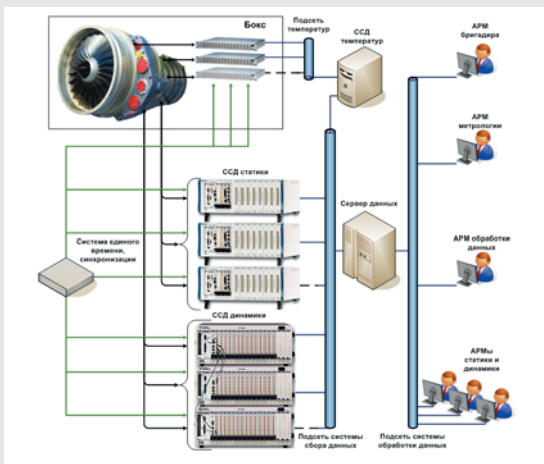 Бокс
Подсеть
температур
ССД
температур
АРМ
бригадира
АРМ
метрологии
ССД статики
Сервер данных
Система единого
времени,
синхронизации
АРМ обработки
данных
ССД динамики
АРМы
статики и
динамики
Подсеть системы
сбора данных
Подсеть системы
обработки данных